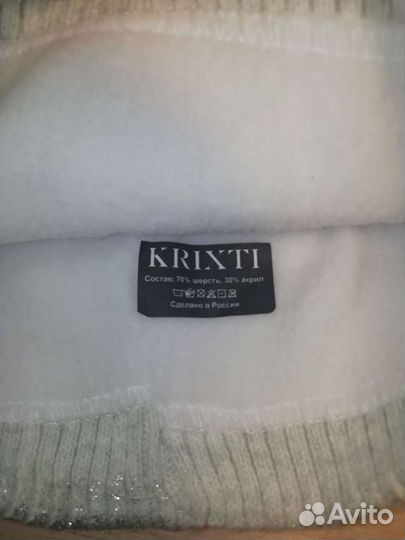 KRIXTI
Состав: 70% шерсть, 30% акрил
Сделано в России
Avito